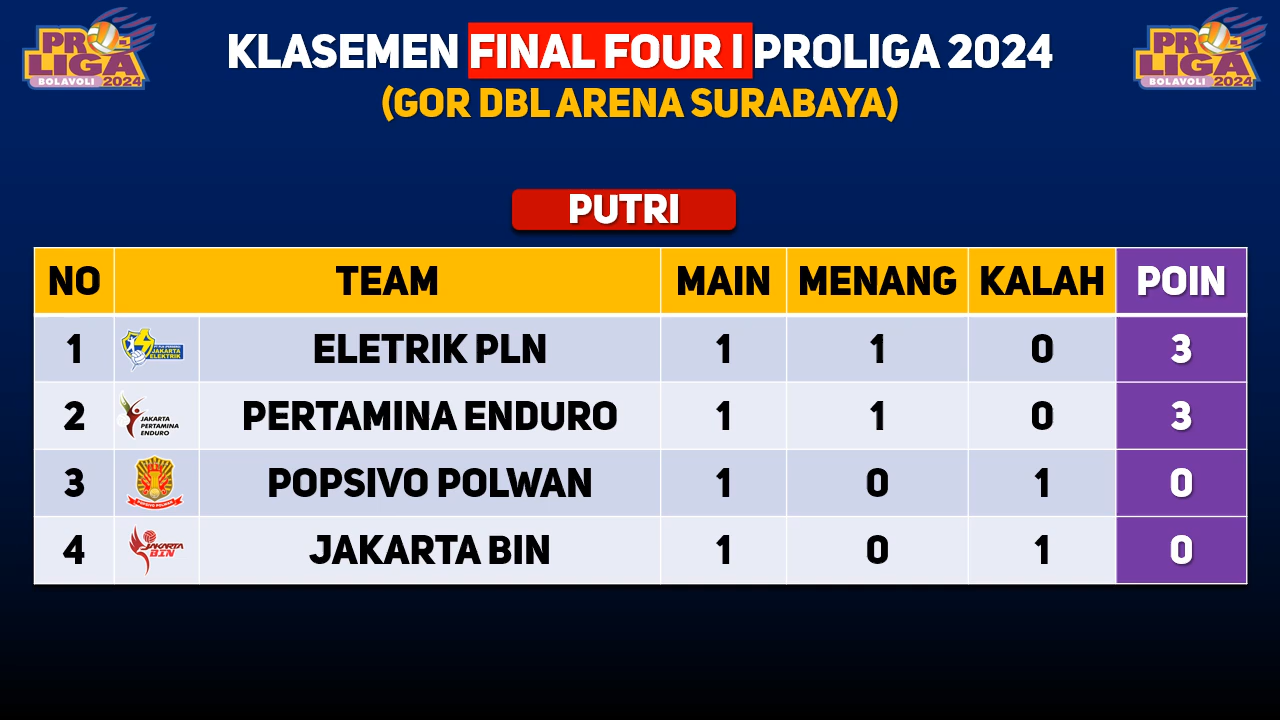 PRO-
LIGA
BOLAVOLI 2024
KLASEMEN FINAL FOUR I PROLIGA 2024
(GOR DBL ARENA SURABAYA)
PRO-
LIGA
BOLAVOLI 2024
PUTRI
NO TEAM MAIN MENANG KALAH POIN
1 JAKARTA ELEKTRIK ELETRIK PLN 1 1 0 3
2 JAKARTA PERTAMINA ENDURO PERTAMINA ENDURO 1 1 0 3
3 POPSIVO POLWAN POPSIVO POLWAN 1 0 1 0
4 JAKARTA BIN JAKARTA BIN 1 0 1 0